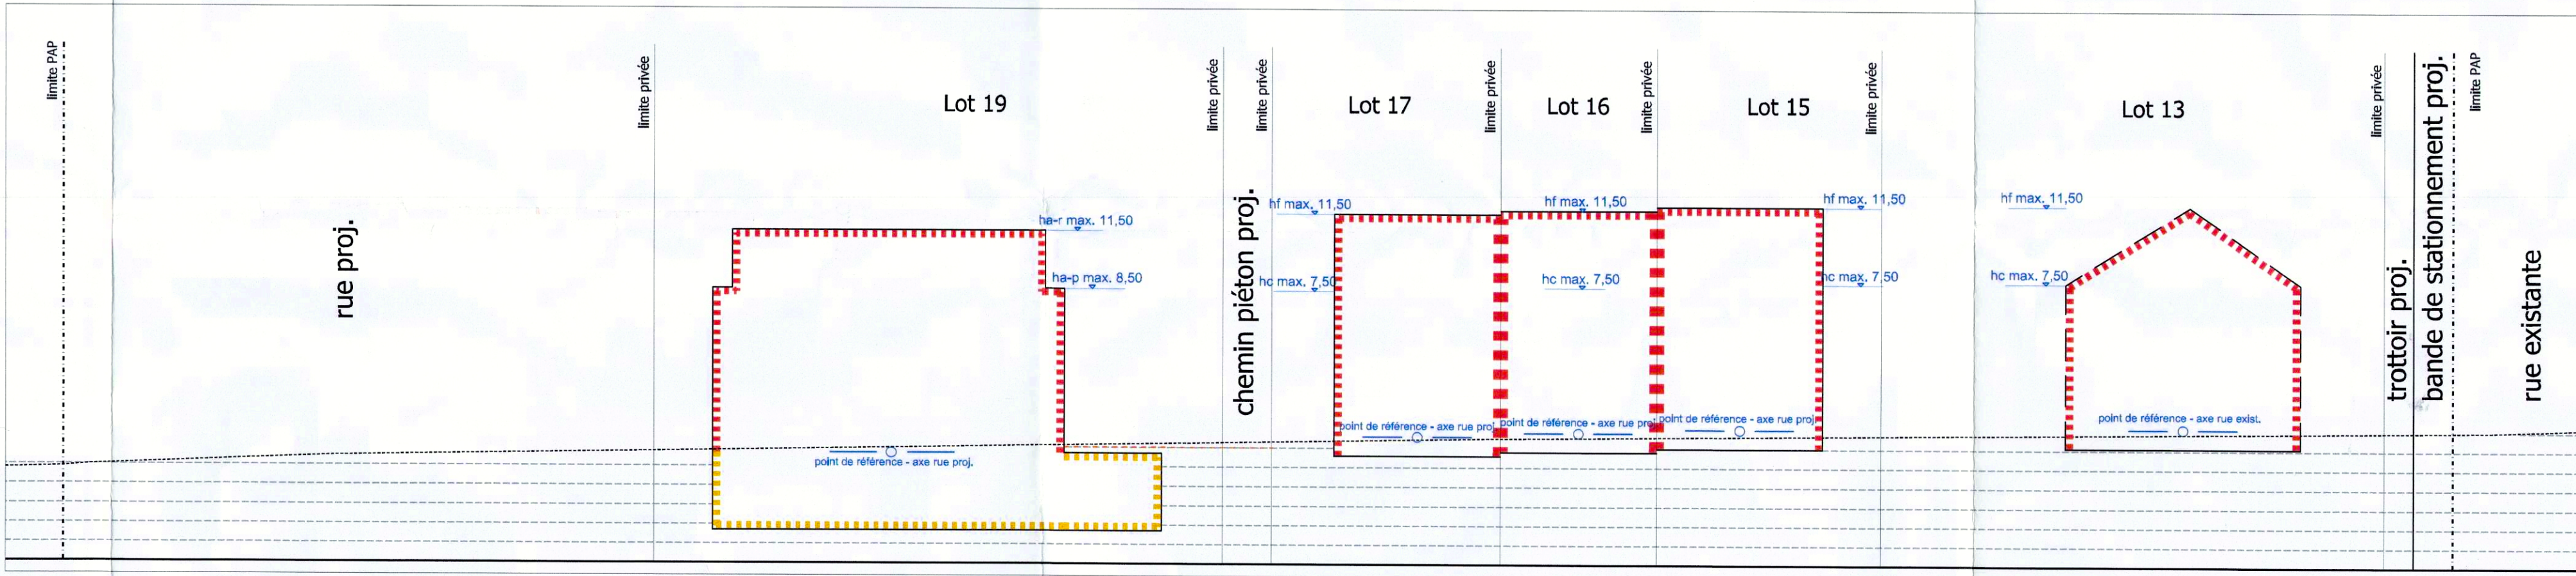 limite PAP
rue proj.
limite privée
Lot 19
ha-r max. 11,50
ha-p max. 8,50
point de référence - axe rue proj.
limite privée
chemin piéton proj.
limite privée
Lot 17
hf max. 11,50
hc max. 7,50
point de référence - axe rue proj.
limite privée
Lot 16
hf max. 11,50
hc max. 7,50
point de référence - axe rue proj.
limite privée
Lot 15
hf max. 11,50
hc max. 7,50
point de référence - axe rue proj.
limite privée
Lot 13
hf max. 11,50
hc max. 7,50
point de référence - axe rue exist.
limite privée
trottoir proj.
bande de stationnement proj.
limite PAP
rue existante